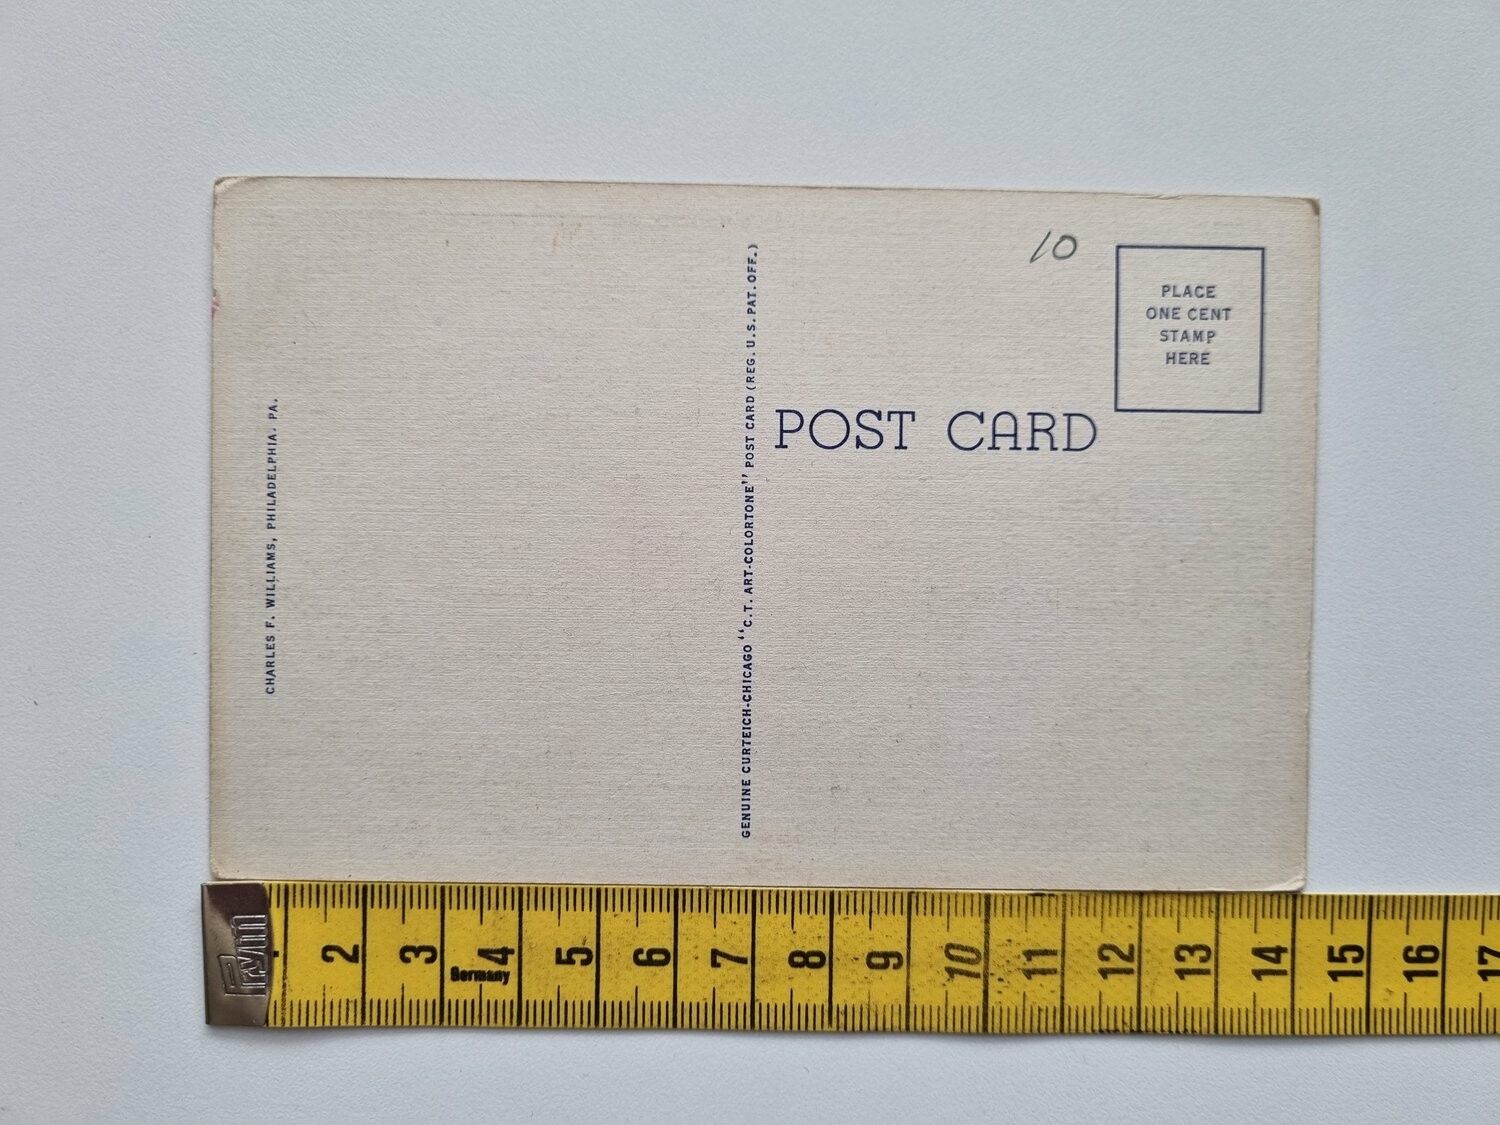 CHARLES F. WILLIAMS, PHILADELPHIA. PA.
GENUINE CURTEICH-CHICAGO "C.T. ART-COLORTONE" POST CARD (REG. U.S. PAT. OFF.)
10
PLACE
ONE CENT
STAMP
HERE
POST CARD
Prym
2 3 4 5 6 7 8 9 10 11 12 13 14 15 16 17
Germany